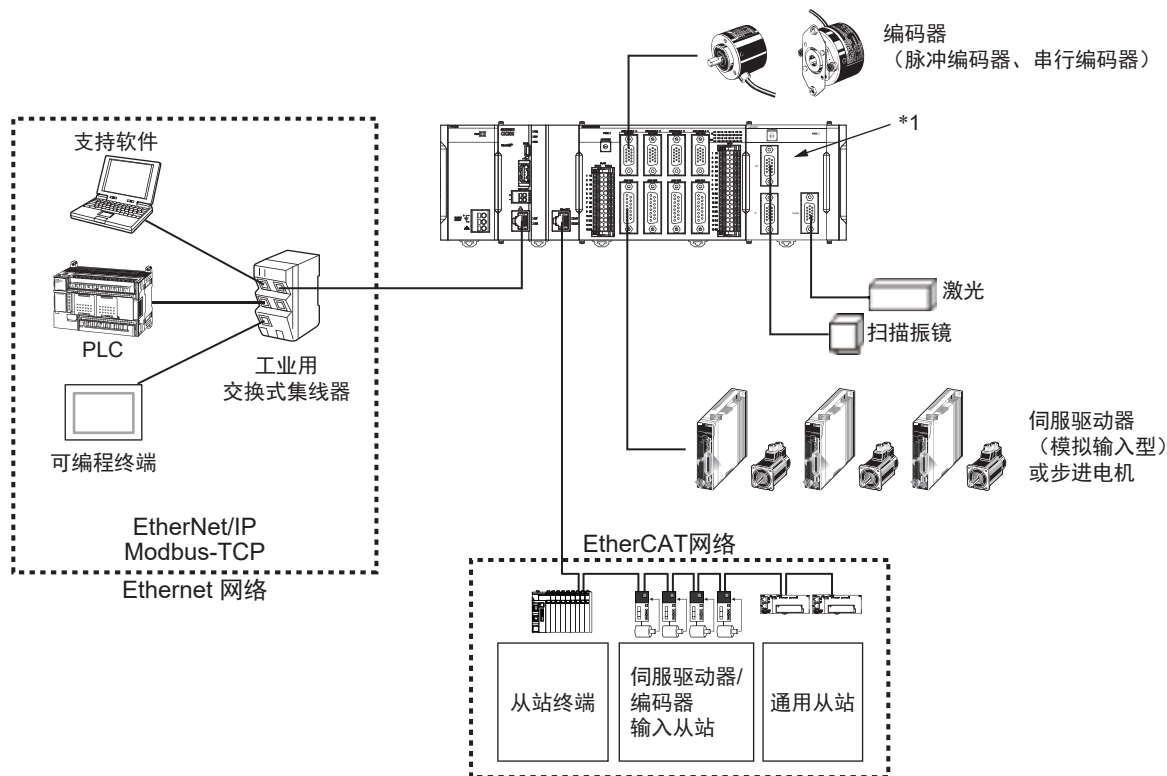 编码器
（脉冲编码器、串行编码器）
*1
支持软件
PLC
工业用
交换式集线器
可编程终端
EtherNet/IP
Modbus-TCP
Ethernet 网络
激光
扫描振镜
伺服驱动器
（模拟输入型）
或步进电机
EtherCAT网络
从站终端
伺服驱动器/
编码器
输入从站
通用从站